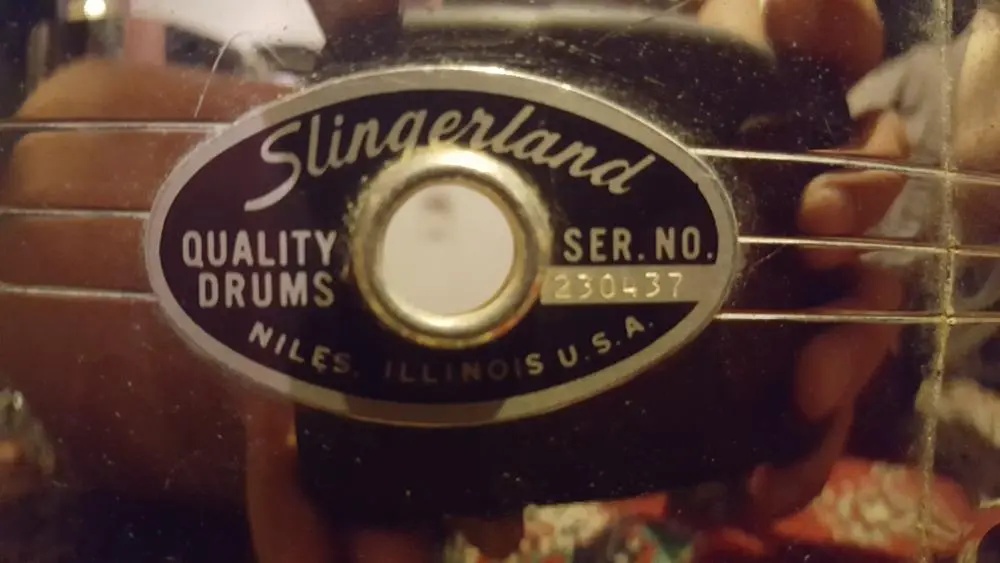 Slingerland
QUALITY
DRUMS
SER. NO.
230437
NILES, ILLINOIS U.S.A.